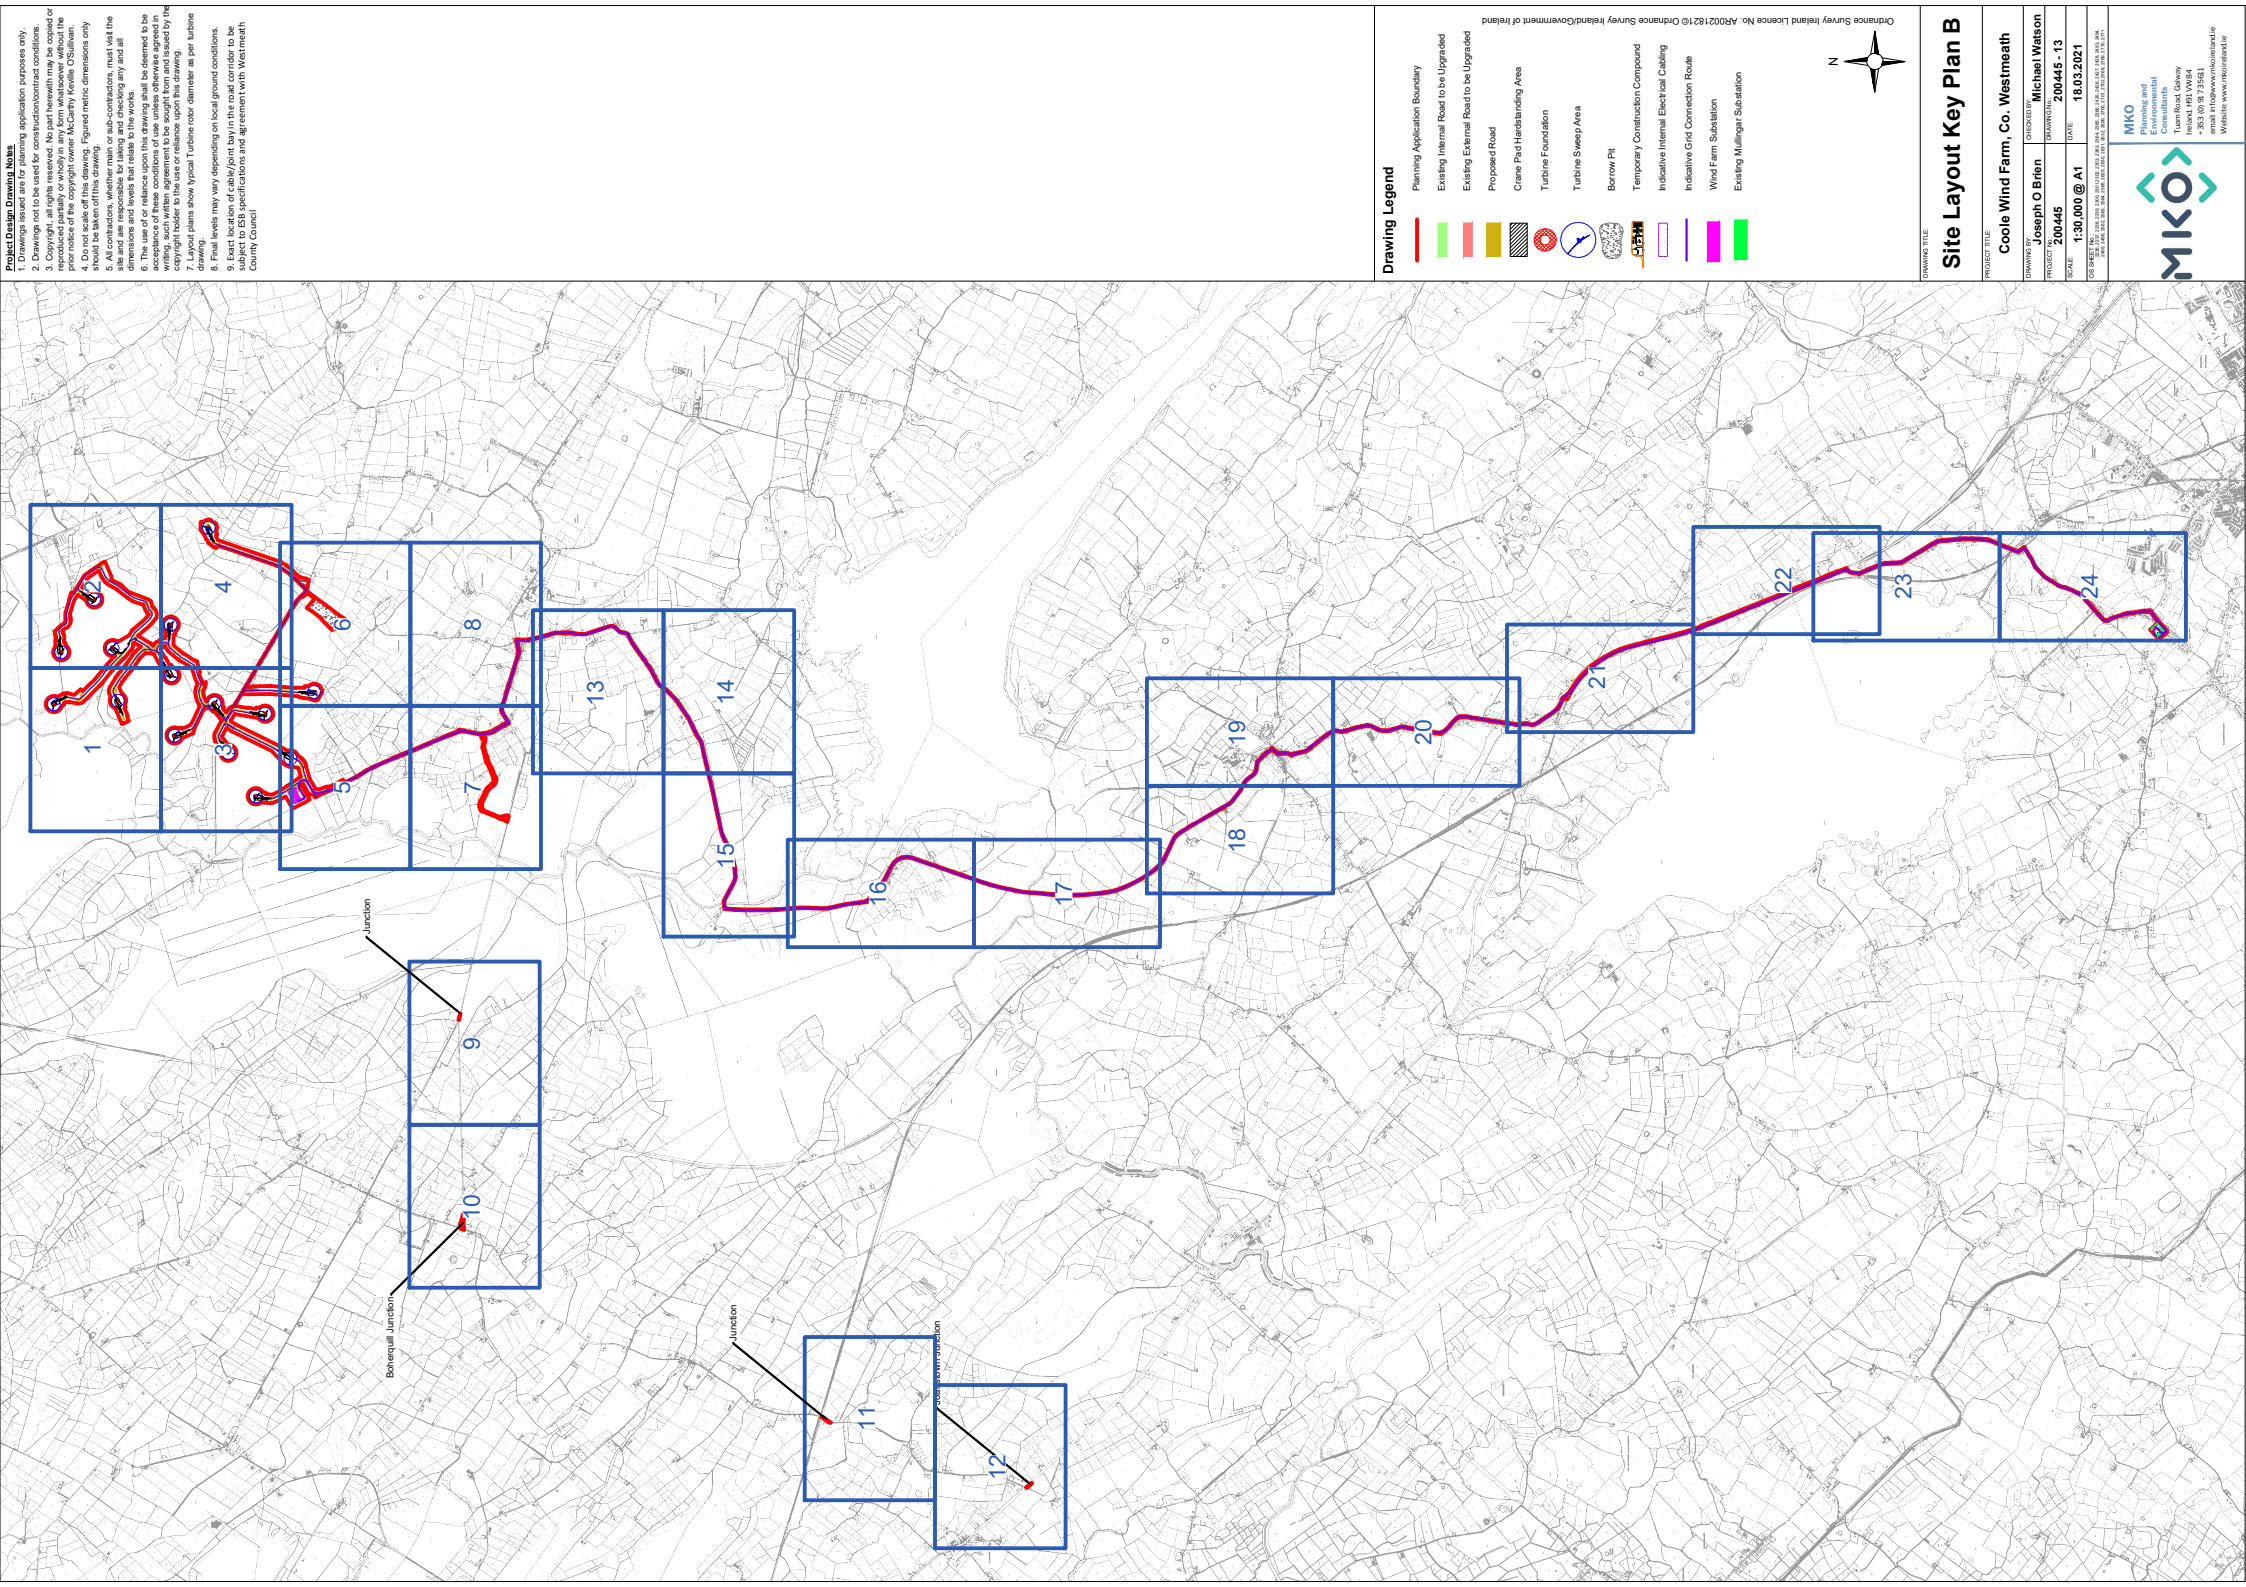 Project Design Drawing Notes
1. Drawings issued are for planning application purposes only.
2. Drawings not to be used for construction/contract conditions.
3. Copyright, all rights reserved. No part herewith may be copied or
reproduced partially or wholly in any form whatsoever without the
prior notice of the copyright owner McCarthy Keville O'Sullivan.
4. Do not scale off this drawing. Figured metric dimensions only
should be taken off this drawing.
5. All contractors, whether main or sub-contractors, must visit the
site and are responsible for taking and checking any and all
dimensions and levels that relate to the works.
6. The use of or reliance upon this drawing shall be deemed to be
acceptance of these conditions of use unless otherwise agreed in
writing, such written agreement to be sought from and issued by the
copyright holder to the use or reliance upon this drawing.
7. Layout plans show typical Turbine rotor diameter as per turbine
drawing.
8. Final levels may vary depending on local ground conditions.
9. Exact location of cable/joint bay in the road corridor to be
subject to ESB specifications and agreement with Westmeath
County Council
Drawing Legend
Planning Application Boundary
Existing Internal Road to be Upgraded
Existing External Road to be Upgraded
Proposed Road
Crane Pad Hardstanding Area
Turbine Foundation
Turbine Sweep Area
Borrow Pit
Temporary Construction Compound
Indicative Internal Electrical Cabling
Indicative Grid Connection Route
Wind Farm Substation
Existing Mullingar Substation
N
Ordnance Survey Ireland Licence No. AR0021821© Ordnance Survey Ireland/Government of Ireland
DRAWING TITLE:
Site Layout Key Plan B
PROJECT TITLE:
Coole Wind Farm, Co. Westmeath
DRAWING BY:
Joseph O Brien
CHECKED BY:
Michael Watson
PROJECT No.:
200445
DRAWING No.:
200445 - 13
SCALE:
1:30,000 @ A1
DATE:
18.03.2021
OS SHEET No.:
MKO
MKO
Planning and
Environmental
Consultants
Tuam Road, Galway
Ireland, H91 VW84
+353 (0) 91 735611
email: info@www.mkoireland.ie
Website: www.mkoireland.ie
1
2
3
4
5
6
7
8
9
10
11
12
13
14
15
16
17
18
19
20
21
22
23
24
Junction
Boherquill Junction
Junction
Junction